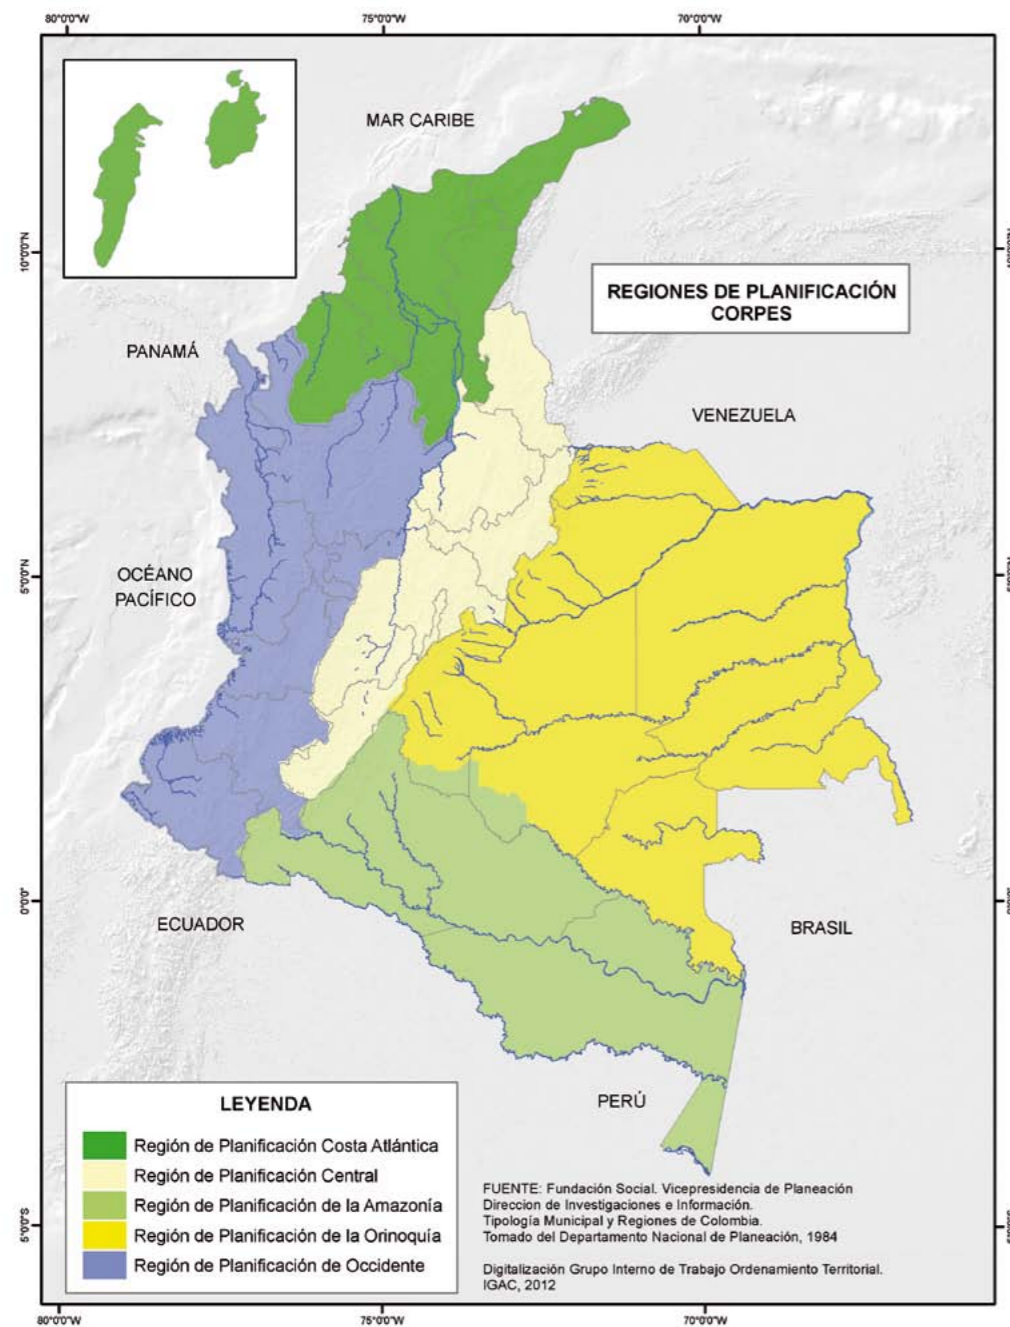 80°0'0"W 75°0'0"W 70°0'0"W
MAR CARIBE
10°0'0"N
REGIONES DE PLANIFICACIÓN
CORPES
PANAMÁ
VENEZUELA
5°0'0"N
OCÉANO
PACÍFICO
0°0'0"
ECUADOR
BRASIL
PERÚ
LEYENDA
Región de Planificación Costa Atlántica
Región de Planificación Central
Región de Planificación de la Amazonía
Región de Planificación de la Orinoquía
Región de Planificación de Occidente
FUENTE: Fundación Social. Vicepresidencia de Planeación
Direccion de Investigaciones e Información.
Tipología Municipal y Regiones de Colombia.
Tomado del Departamento Nacional de Planeación, 1984
Digitalización Grupo Interno de Trabajo Ordenamiento Territorial.
IGAC, 2012
5°0'0"S
80°0'0"W 75°0'0"W 70°0'0"W